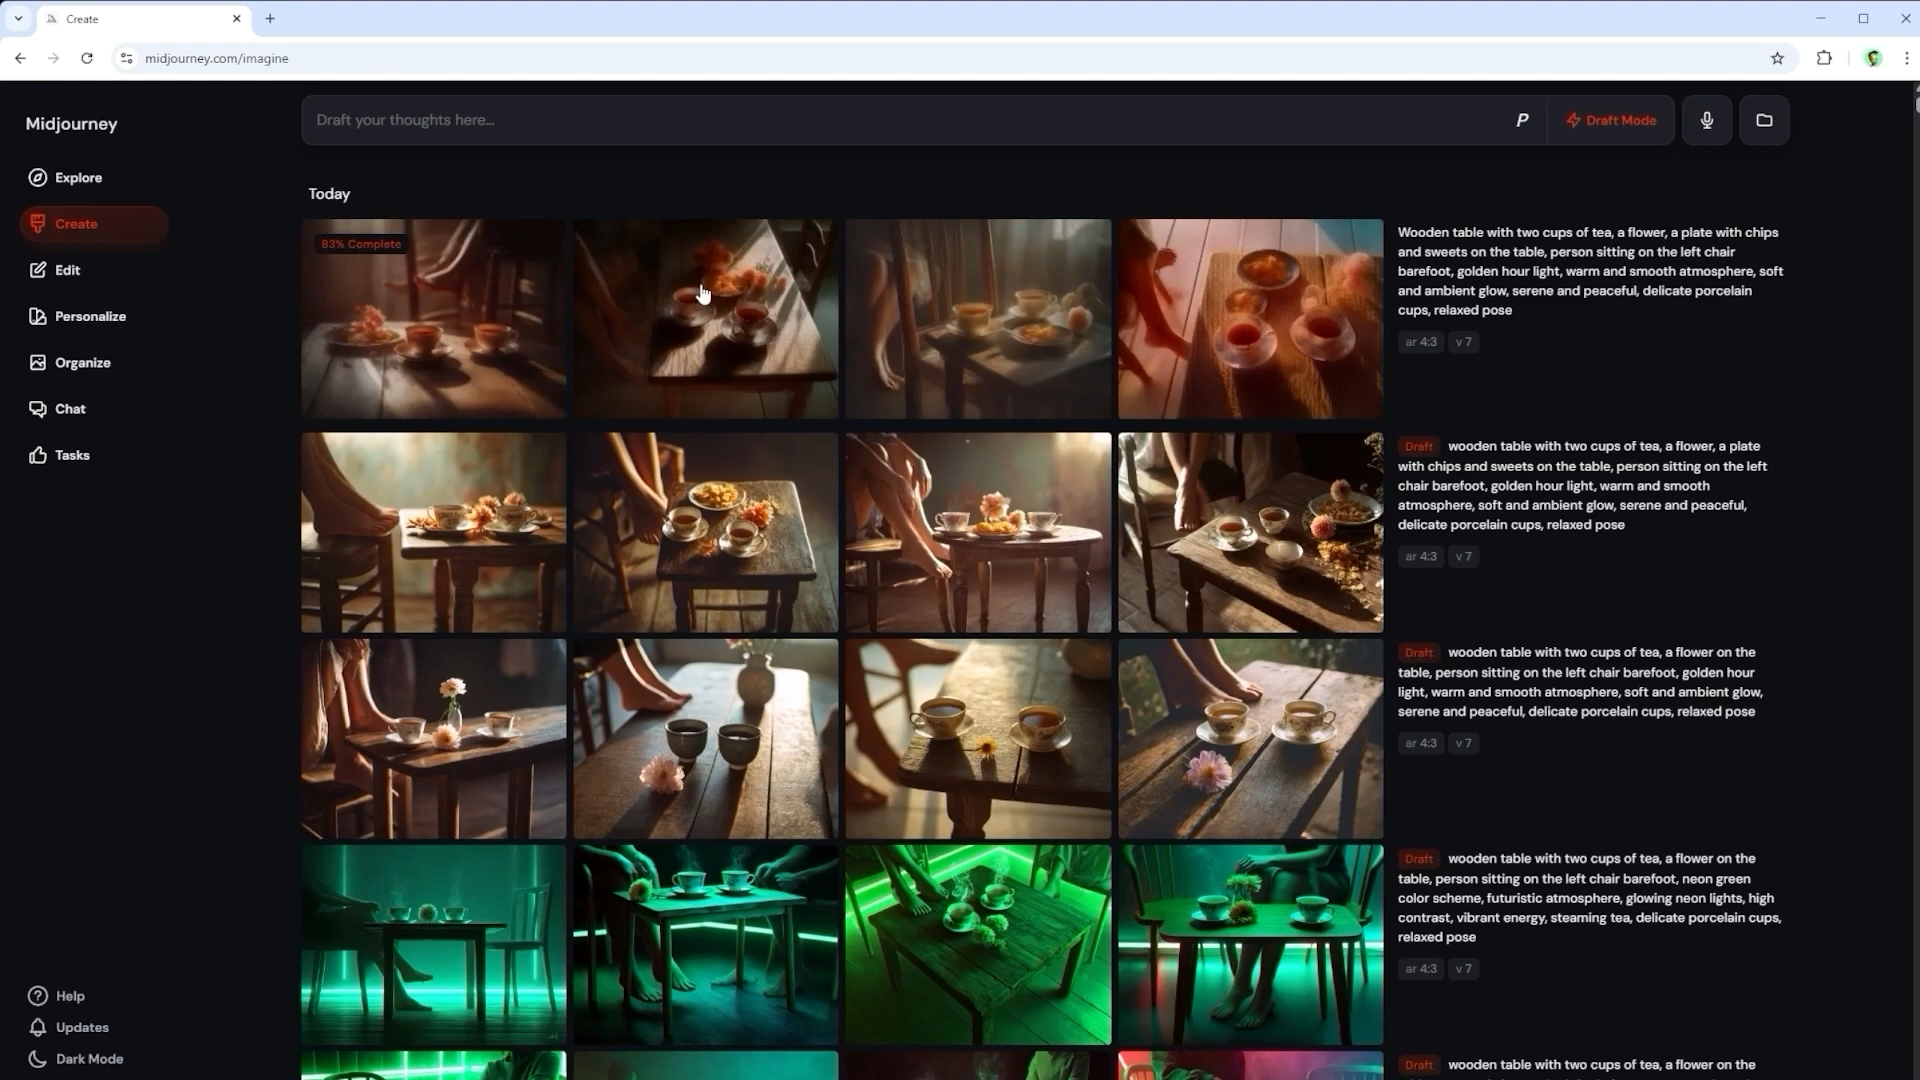 Create
midjourney.com/imagine
Midjourney
Draft your thoughts here...
P
Draft Mode
Explore
Create
Edit
Personalize
Organize
Chat
Tasks
Help
Updates
Dark Mode
Today
83% Complete
Wooden table with two cups of tea, a flower, a plate with chips
and sweets on the table, person sitting on the left chair
barefoot, golden hour light, warm and smooth atmosphere, soft
and ambient glow, serene and peaceful, delicate porcelain
cups, relaxed pose
ar 4:3 v 7
Draft wooden table with two cups of tea, a flower, a plate
with chips and sweets on the table, person sitting on the left
chair barefoot, golden hour light, warm and smooth
atmosphere, soft and ambient glow, serene and peaceful,
delicate porcelain cups, relaxed pose
ar 4:3 v 7
Draft wooden table with two cups of tea, a flower on the
table, person sitting on the left chair barefoot, golden hour
light, warm and smooth atmosphere, soft and ambient glow,
serene and peaceful, delicate porcelain cups, relaxed pose
ar 4:3 v 7
Draft wooden table with two cups of tea, a flower on the
table, person sitting on the left chair barefoot, neon green
color scheme, futuristic atmosphere, glowing neon lights, high
contrast, vibrant energy, steaming tea, delicate porcelain cups,
relaxed pose
ar 4:3 v 7
Draft wooden table with two cups of tea, a flower on the